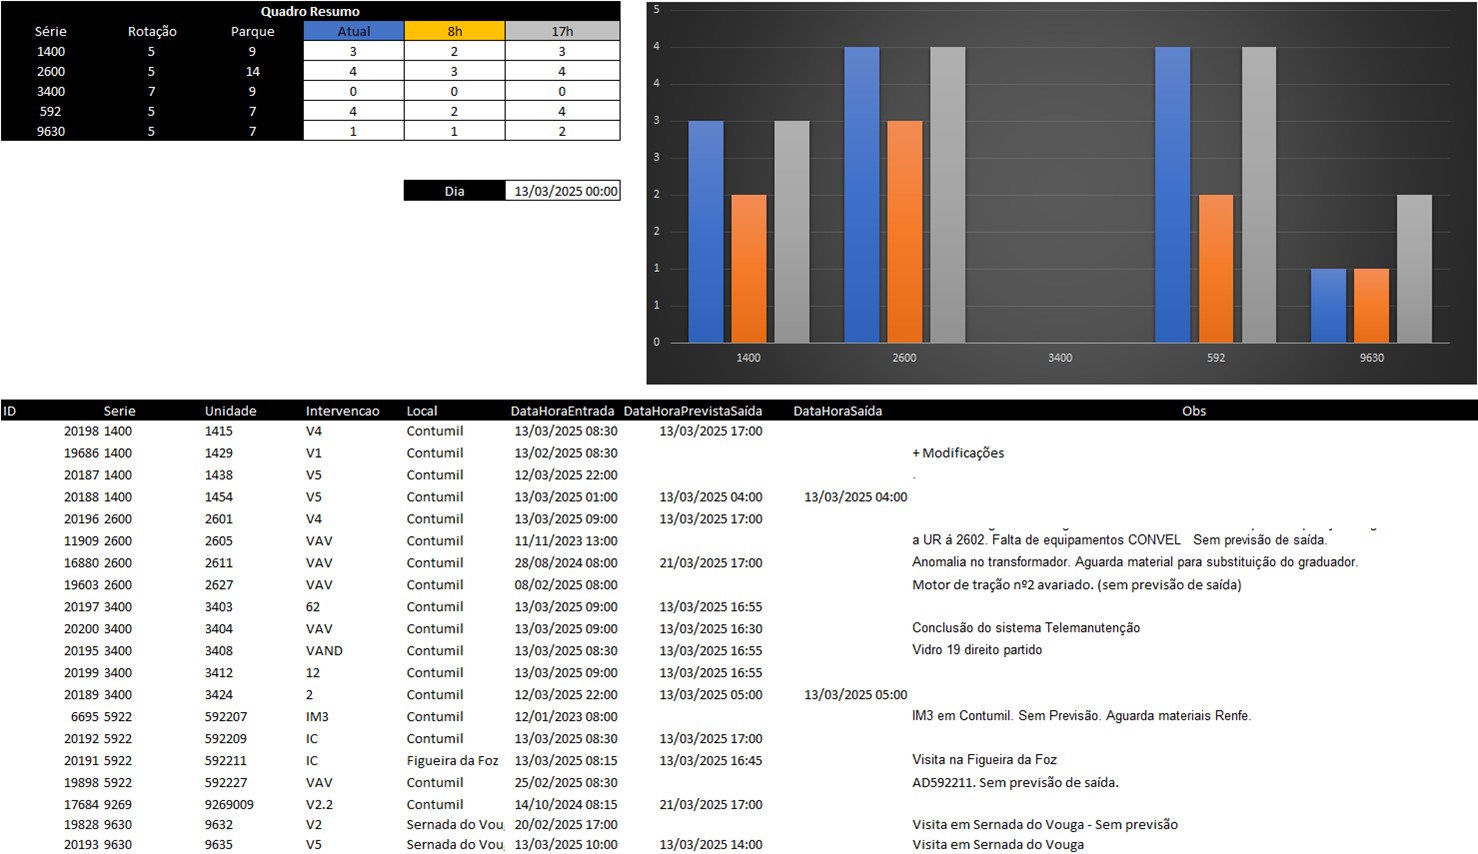 Quadro Resumo
Série Rotação Parque Atual 8h 17h
1400 5 9 3 2 3
2600 5 14 4 3 4
3400 7 9 0 0 0
592 5 7 4 2 4
9630 5 7 1 1 2
Dia 13/03/2025 00:00
5
4
4
3
3
2
2
1
1
0
1400 2600 3400 592 9630
ID Serie Unidade Intervencao Local DataHoraEntrada DataHoraPrevistaSaída DataHoraSaída Obs
20198 1400 1415 V4 Contumil 13/03/2025 08:30 13/03/2025 17:00
19686 1400 1429 V1 Contumil 13/02/2025 08:30 + Modificações
20187 1400 1438 V5 Contumil 12/03/2025 22:00 .
20188 1400 1454 V5 Contumil 13/03/2025 01:00 13/03/2025 04:00 13/03/2025 04:00
20196 2600 2601 V4 Contumil 13/03/2025 09:00 13/03/2025 17:00
11909 2600 2605 VAV Contumil 11/11/2023 13:00 a UR á 2602. Falta de equipamentos CONVEL Sem previsão de saída.
16880 2600 2611 VAV Contumil 28/08/2024 08:00 21/03/2025 17:00 Anomalia no transformador. Aguarda material para substituição do graduador.
19603 2600 2627 VAV Contumil 08/02/2025 08:00 Motor de tração nº2 avariado. (sem previsão de saída)
20197 3400 3403 62 Contumil 13/03/2025 09:00 13/03/2025 16:55
20200 3400 3404 VAV Contumil 13/03/2025 09:00 13/03/2025 16:30 Conclusão do sistema Telemanutenção
20195 3400 3408 VAND Contumil 13/03/2025 08:30 13/03/2025 16:55 Vidro 19 direito partido
20199 3400 3412 12 Contumil 13/03/2025 09:00 13/03/2025 16:55
20189 3400 3424 2 Contumil 12/03/2025 22:00 13/03/2025 05:00 13/03/2025 05:00
6695 5922 592207 IM3 Contumil 12/01/2023 08:00 IM3 em Contumil. Sem Previsão. Aguarda materiais Renfe.
20192 5922 592209 IC Contumil 13/03/2025 08:30 13/03/2025 17:00
20191 5922 592211 IC Figueira da Foz 13/03/2025 08:15 13/03/2025 16:45 Visita na Figueira da Foz
19898 5922 592227 VAV Contumil 25/02/2025 08:30 AD592211. Sem previsão de saída.
17684 9269 9269009 V2.2 Contumil 14/10/2024 08:15 21/03/2025 17:00
19828 9630 9632 V2 Sernada do Vou 20/02/2025 17:00 Visita em Sernada do Vouga - Sem previsão
20193 9630 9635 V5 Sernada do Vou 13/03/2025 10:00 13/03/2025 14:00 Visita em Sernada do Vouga